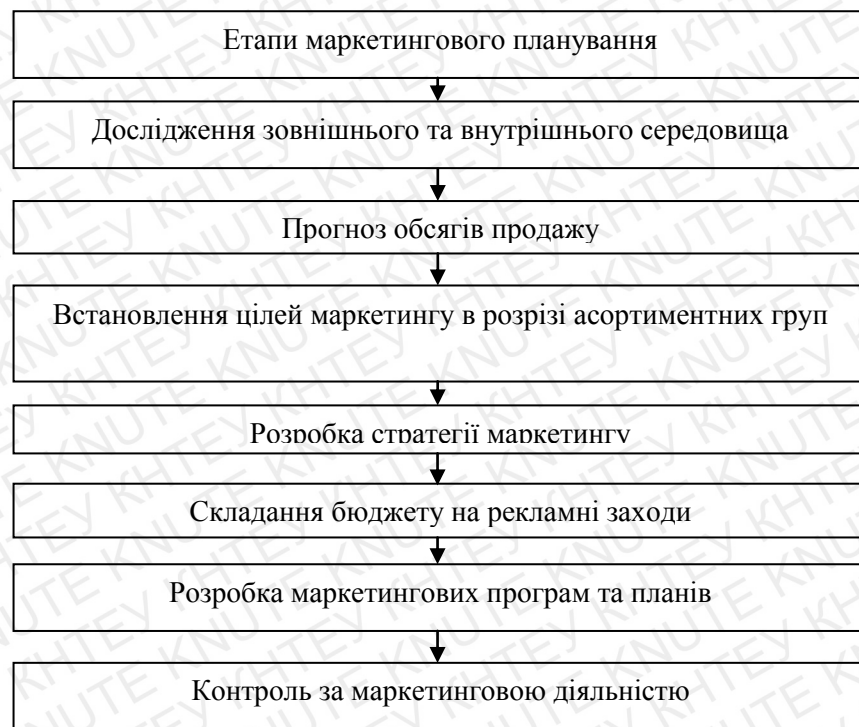 Етапи маркетингового планування
Дослідження зовнішнього та внутрішнього середовища
Прогноз обсягів продажу
Встановлення цілей маркетингу в розрізі асортиментних груп
Розробка стратегії маркетингу
Складання бюджету на рекламні заходи
Розробка маркетингових програм та планів
Контроль за маркетинговою діяльністю